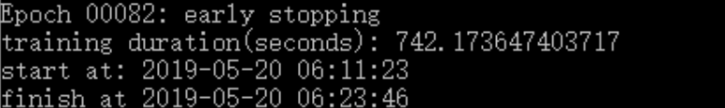 Epoch 00082: early stopping
training duration(seconds): 742.173647403717
start at: 2019-05-20 06:11:23
finish at 2019-05-20 06:23:46